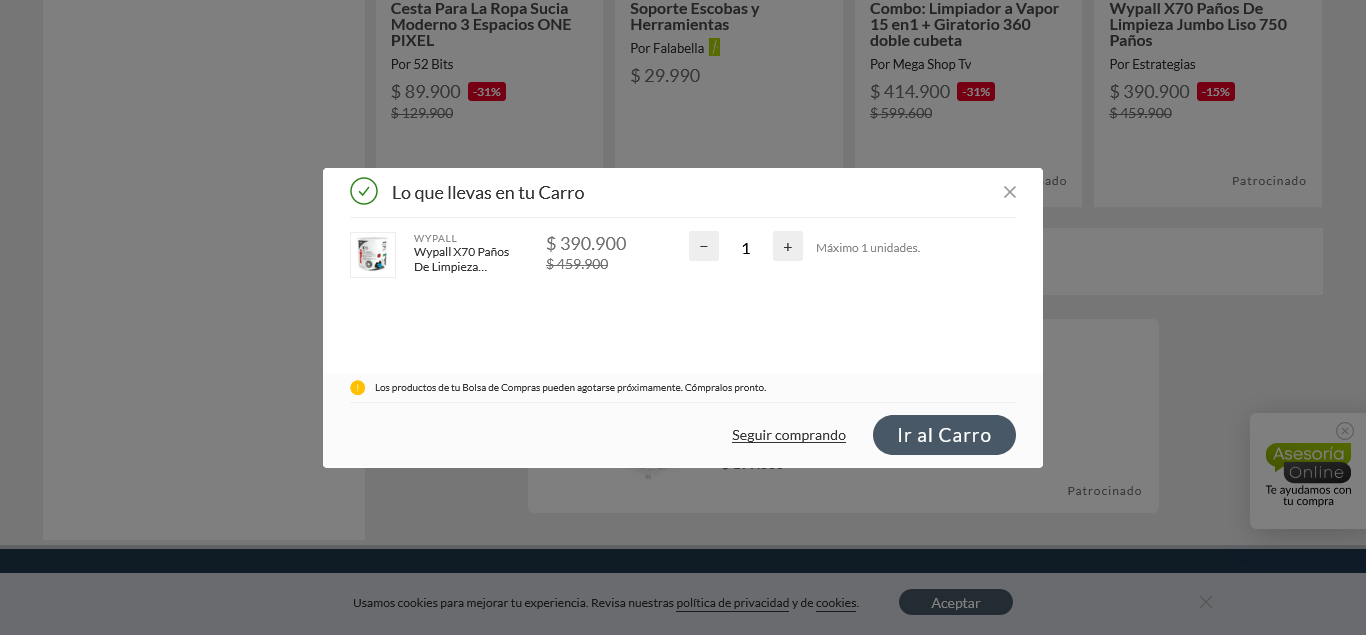 Cesta Para La Ropa Sucia
Moderno 3 Espacios ONE
PIXEL
Por 52 Bits
$ 89.900 -31%
$ 129.900
Soporte Escobas y
Herramientas
Por Falabella
$ 29.990
Combo: Limpiador a Vapor
15 en1 + Giratorio 360
doble cubeta
Por Mega Shop Tv
$ 414.900 -31%
$ 599.600
Wypall X70 Paños De
Limpieza Jumbo Liso 750
Paños
Por Estrategias
$ 390.900 -15%
$ 459.900
Patrocinado
Lo que llevas en tu Carro
WYPALL
Wypall X70 Paños
De Limpieza...
$ 390.900
$ 459.900
− 1 + Máximo 1 unidades.
Los productos de tu Bolsa de Compras pueden agotarse próximamente. Cómpralos pronto.
Seguir comprando
Ir al Carro
Patrocinado
Asesoría
Online
Te ayudamos con
tu compra
Usamos cookies para mejorar tu experiencia. Revisa nuestras política de privacidad y de cookies.
Aceptar